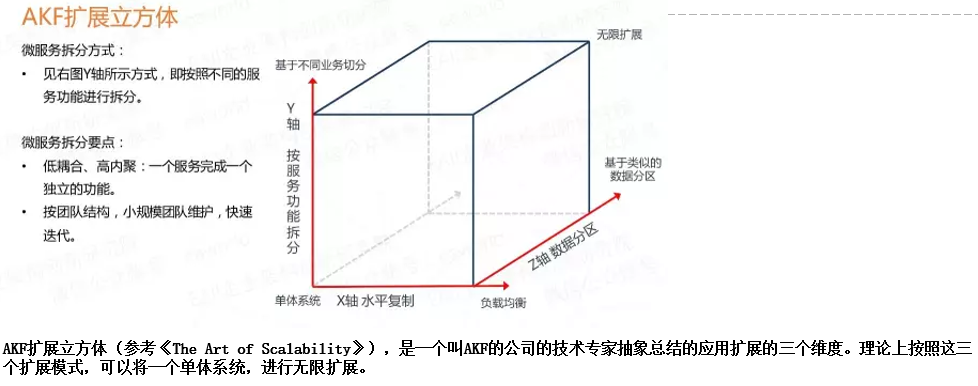 AKF扩展立方体
微服务拆分方式：
• 见右图Y轴所示方式，即按照不同的服
务功能进行拆分。
微服务拆分要点：
• 低耦合、高内聚：一个服务完成一个
独立的功能。
• 按团队结构，小规模团队维护，快速
迭代。
无限扩展
基于不同业务切分
Y轴 按服务功能拆分
基于类似的
数据分区
Z轴 数据分区
单体系统
X轴 水平复制
负载均衡
AKF扩展立方体（参考《The Art of Scalability》），是一个叫AKF的公司的技术专家抽象总结的应用扩展的三个维度。理论上按照这三
个扩展模式，可以将一个单体系统，进行无限扩展。